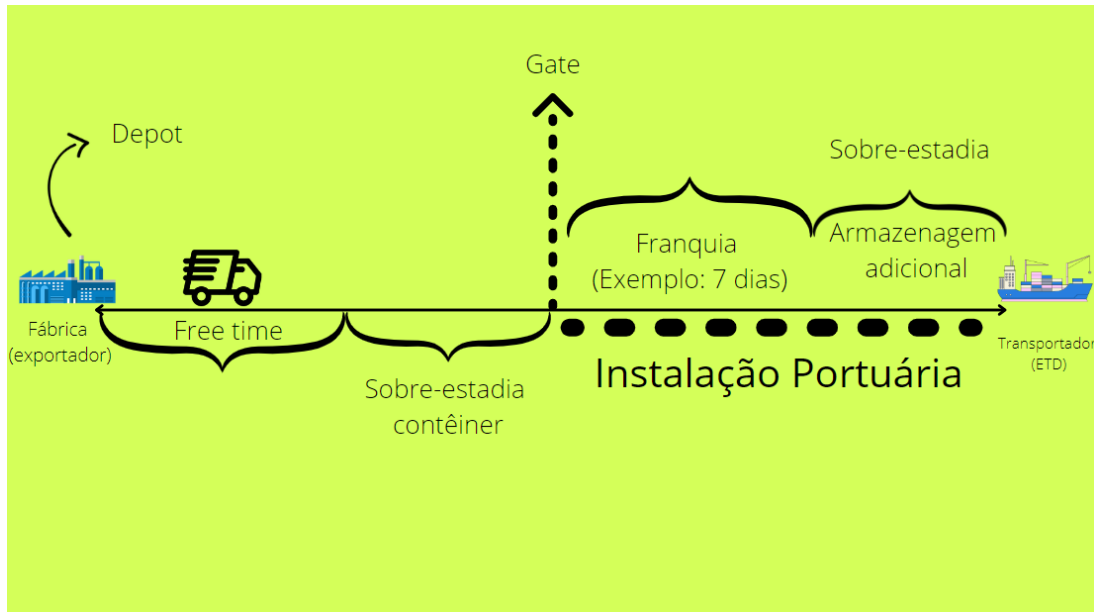 Gate
Depot
Sobre-estadia
Franquia
(Exemplo: 7 dias)
Armazenagem
adicional
Fábrica
(exportador)
Free time
Transportador
(ETD)
Instalação Portuária
Sobre-estadia
contêiner